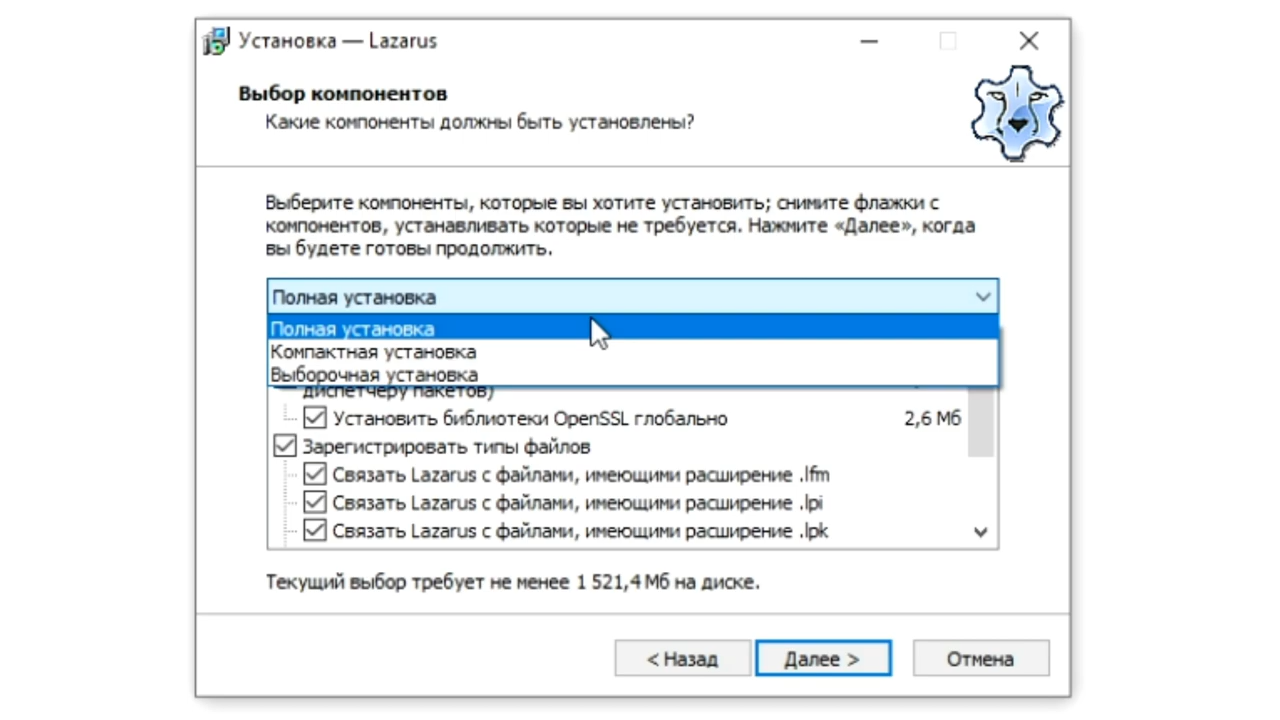 Установка — Lazarus
Выбор компонентов
Какие компоненты должны быть установлены?
Выберите компоненты, которые вы хотите установить; снимите флажки с
компонентов, устанавливать которые не требуется. Нажмите «Далее», когда
вы будете готовы продолжить.
Полная установка
Полная установка
Компактная установка
Выборочная установка
диспетчеру пакетов)
Установить библиотеки OpenSSL глобально 2,6 Мб
Зарегистрировать типы файлов
Связать Lazarus с файлами, имеющими расширение .lfm
Связать Lazarus с файлами, имеющими расширение .lpi
Связать Lazarus с файлами, имеющими расширение .lpk
Текущий выбор требует не менее 1 521,4 Мб на диске.
< Назад Далее > Отмена